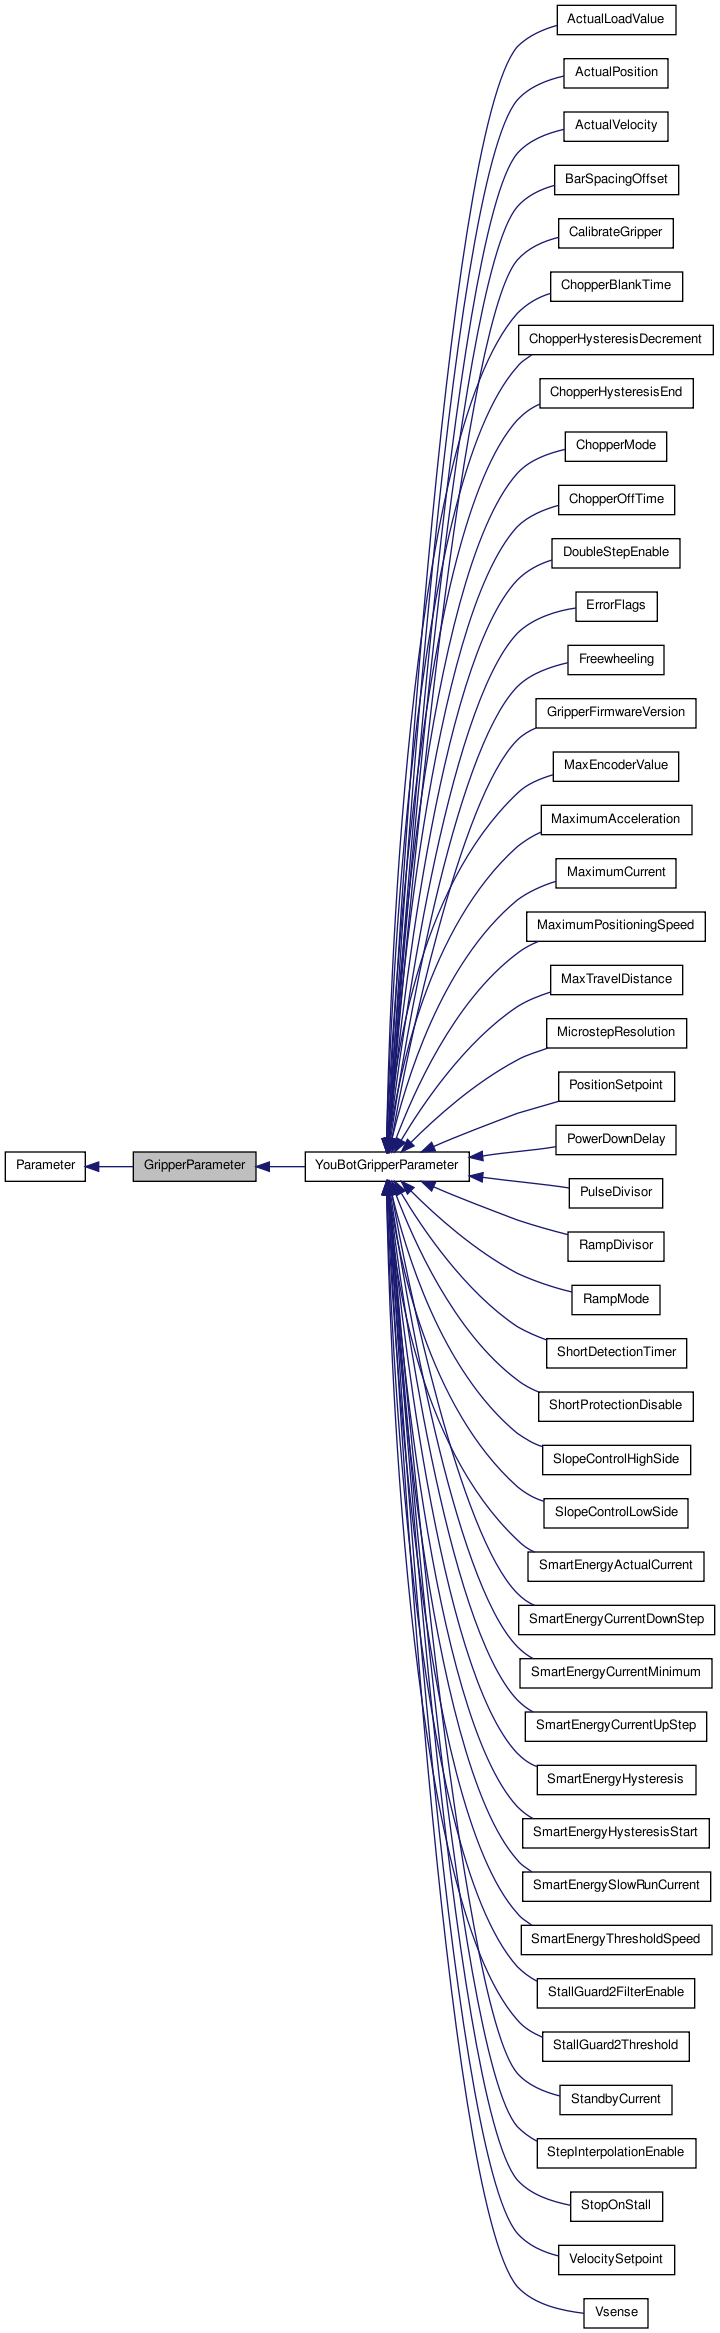 ActualLoadValue
ActualPosition
ActualVelocity
BarSpacingOffset
CalibrateGripper
ChopperBlankTime
ChopperHysteresisDecrement
ChopperHysteresisEnd
ChopperMode
ChopperOffTime
DoubleStepEnable
ErrorFlags
Freewheeling
GripperFirmwareVersion
MaxEncoderValue
MaximumAcceleration
MaximumCurrent
MaximumPositioningSpeed
MaxTravelDistance
MicrostepResolution
PositionSetpoint
PowerDownDelay
Parameter
GripperParameter
YouBotGripperParameter
PulseDivisor
RampDivisor
RampMode
ShortDetectionTimer
ShortProtectionDisable
SlopeControlHighSide
SlopeControlLowSide
SmartEnergyActualCurrent
SmartEnergyCurrentDownStep
SmartEnergyCurrentMinimum
SmartEnergyCurrentUpStep
SmartEnergyHysteresis
SmartEnergyHysteresisStart
SmartEnergySlowRunCurrent
SmartEnergyThresholdSpeed
StallGuard2FilterEnable
StallGuard2Threshold
StandbyCurrent
StepInterpolationEnable
StopOnStall
VelocitySetpoint
Vsense